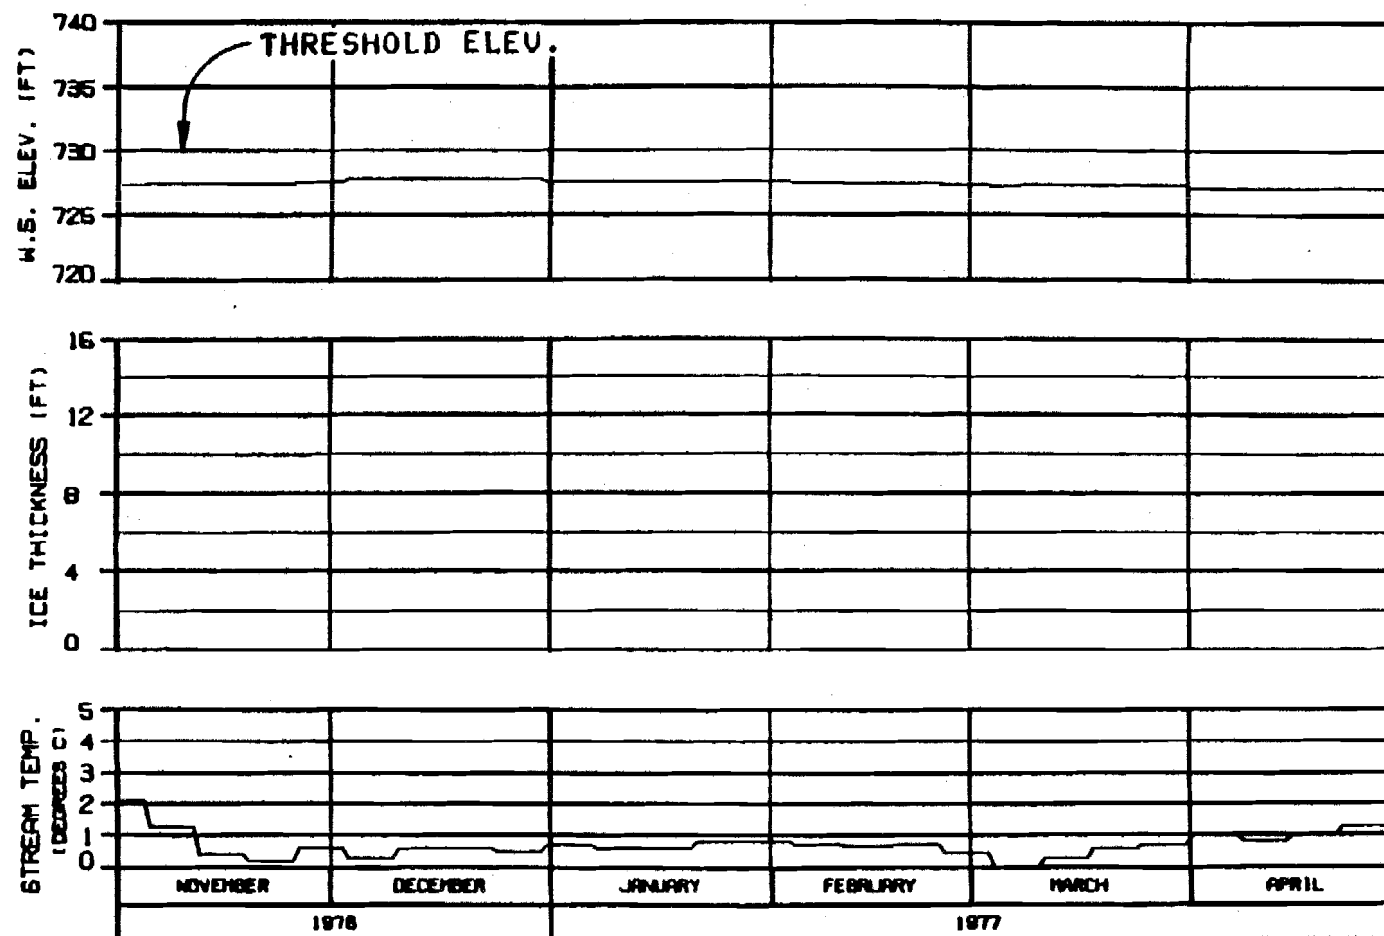 740
THRESHOLD ELEV.
735
730
725
720
W.S. ELEV. (FT)
16
12
8
4
0
ICE THICKNESS (FT)
5
4
3
2
1
0
STREAM TEMP.
(DEGREES C)
NOVEMBER DECEMBER JANUARY FEBRUARY MARCH APRIL
1976 1977